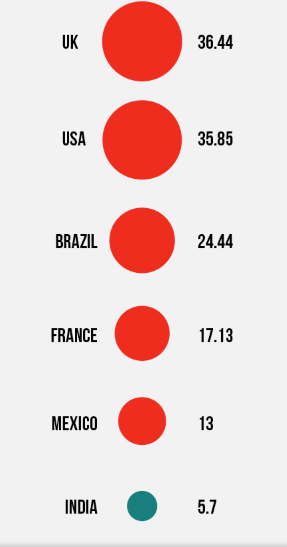 UK 36.44
USA 35.85
BRAZIL 24.44
FRANCE 17.13
MEXICO 13
INDIA 5.7